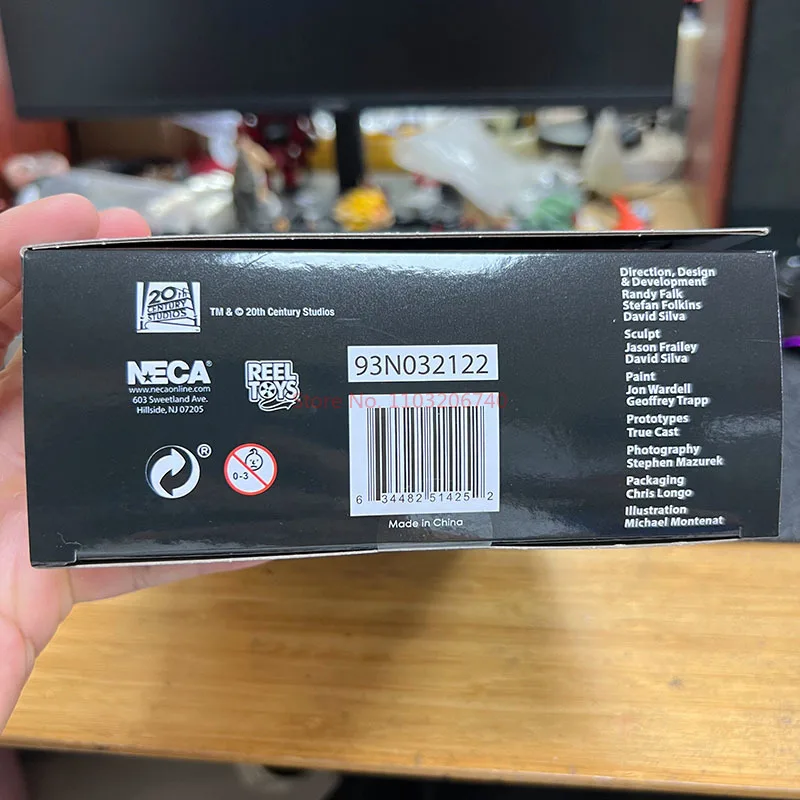 20th
CENTURY
STUDIOS
TM & © 20th Century Studios
NECA®
www.necaonline.com
603 Sweetland Ave.
Hillside, NJ 07205
REEL
TOYS
®
0-3
93N032122
Store No. 1103206740
6 34482 51425 2
Made in China
Direction, Design
& Development
Randy Falk
Stefan Folkins
David Silva
Sculpt
Jason Frailey
David Silva
Paint
Jon Wardell
Geoffrey Trapp
Prototypes
True Cast
Photography
Stephen Mazurek
Packaging
Chris Longo
Illustration
Michael Montenat